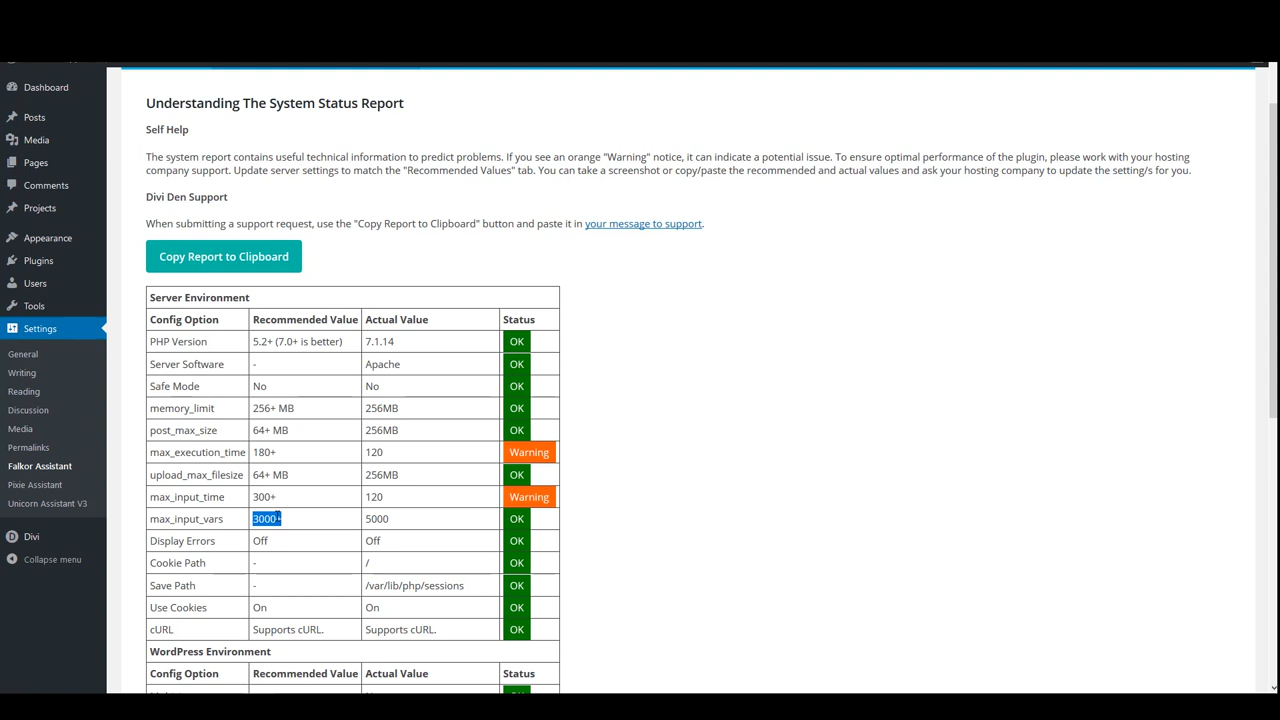 Dashboard
Posts
Media
Pages
Comments
Projects
Appearance
Plugins
Users
Tools
Settings
General
Writing
Reading
Discussion
Media
Permalinks
Falkor Assistant
Pixie Assistant
Unicorn Assistant V3
Divi
Collapse menu
Understanding The System Status Report
Self Help
The system report contains useful technical information to predict problems. If you see an orange "Warning" notice, it can indicate a potential issue. To ensure optimal performance of the plugin, please work with your hosting
company support. Update server settings to match the "Recommended Values" tab. You can take a screenshot or copy/paste the recommended and actual values and ask your hosting company to update the setting/s for you.
Divi Den Support
When submitting a support request, use the "Copy Report to Clipboard" button and paste it in your message to support.
Copy Report to Clipboard
Server Environment
Config Option Recommended Value Actual Value Status
PHP Version 5.2+ (7.0+ is better) 7.1.14 OK
Server Software - Apache OK
Safe Mode No No OK
memory_limit 256+ MB 256MB OK
post_max_size 64+ MB 256MB OK
max_execution_time 180+ 120 Warning
upload_max_filesize 64+ MB 256MB OK
max_input_time 300+ 120 Warning
max_input_vars 3000+ 5000 OK
Display Errors Off Off OK
Cookie Path - / OK
Save Path - /var/lib/php/sessions OK
Use Cookies On On OK
cURL Supports cURL. Supports cURL. OK
WordPress Environment
Config Option Recommended Value Actual Value Status